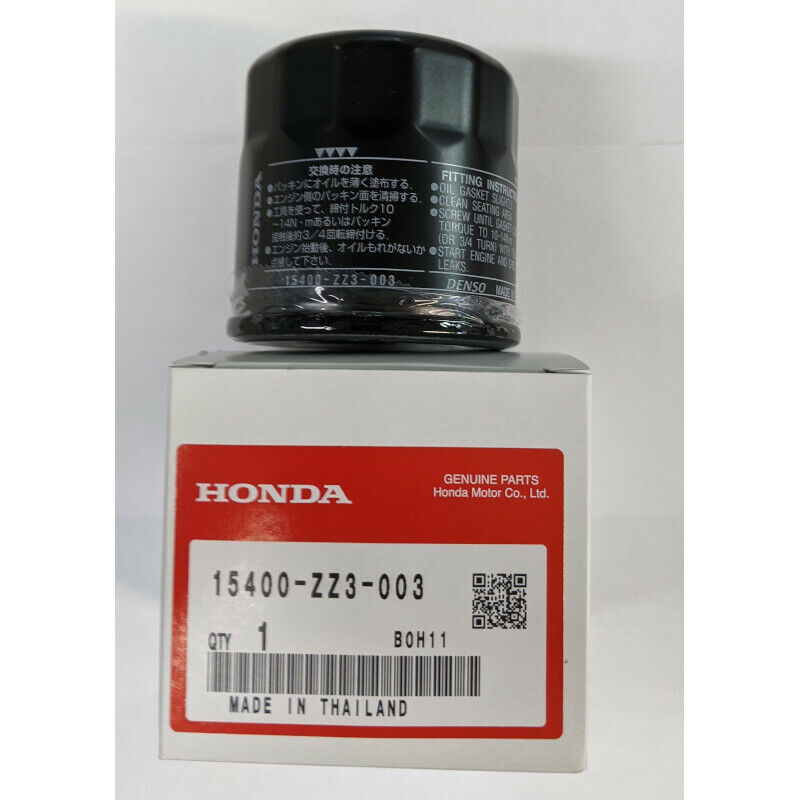 HONDA
交換時の注意
●パッキンにオイルを薄く塗布する.
●エンジン側のパッキン面を清掃する.
●工具を使って、締付トルク10
~14N・mあるいはパッキン
接触後約3/4回転締付ける.
●エンジン始動後、オイルもれがないか
点検して下さい.
15400-ZZ3-003
FITTING
●OIL GASKET
●CLEAN SEATING AREA
●SCREW UNTIL
TORQUE TO
(OR 3/4 TURN)
●START ENGINE AND
LEAKS.
DENSO MADE
HONDA
GENUINE PARTS
Honda Motor Co., Ltd.
15400-ZZ3-003
QTY 1 B0H11
MADE IN THAILAND